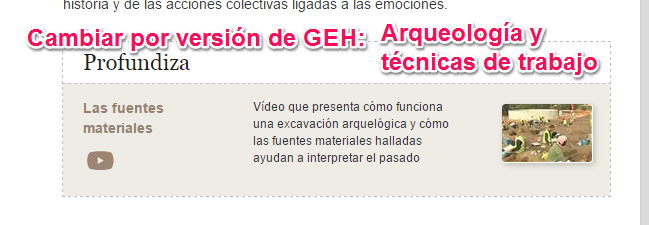 historia y de las acciones colectivas ligadas a las emociones.
Cambiar por versión de GEH:
Arqueología y
técnicas de trabajo
Profundiza
Las fuentes
materiales
Vídeo que presenta cómo funciona
una excavación arquelógica y cómo
las fuentes materiales halladas
ayudan a interpretar el pasado